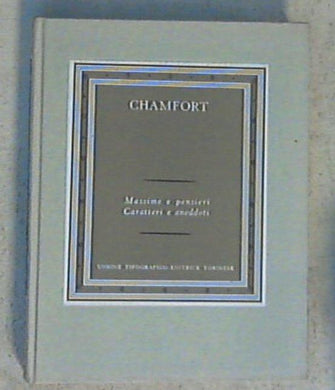 CHAMFORT
Massime e pensieri
Caratteri e aneddoti
UNIONE TIPOGRAFICO-EDITRICE TORINESE